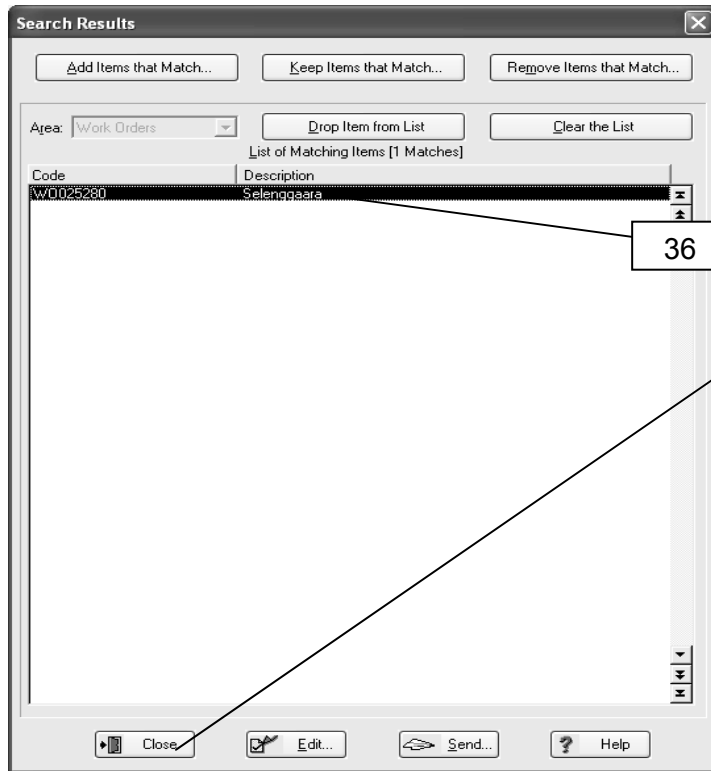 Search Results
Add Items that Match... Keep Items that Match... Remove Items that Match...
Area: Work Orders Drop Item from List Clear the List
List of Matching Items [1 Matches]
Code Description
WO025280 Selenggaara
36
Close Edit... Send... Help